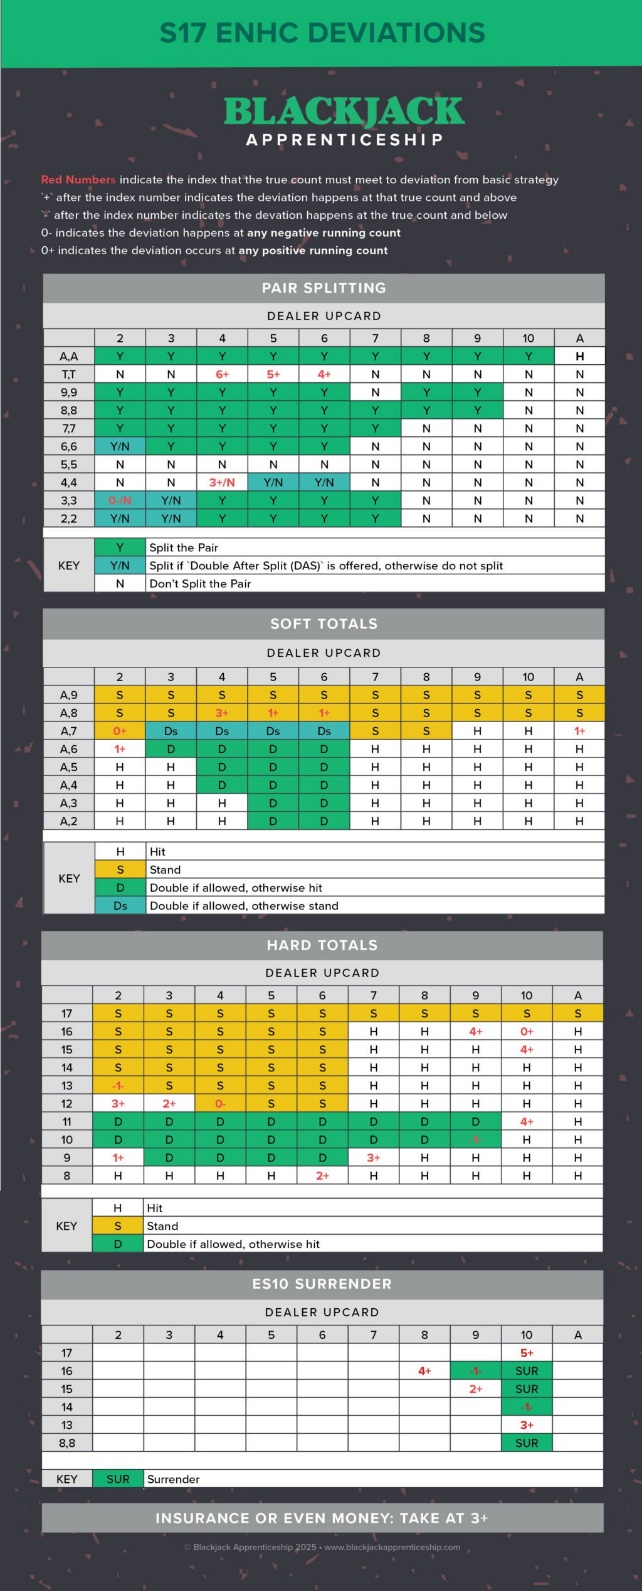 S17 ENHC DEVIATIONS
BLACKJACK
APPRENTICESHIP
Red Numbers indicate the index that the true count must meet to deviation from basic strategy
`+` after the index number indicates the deviation happens at that true count and above
`-` after the index number indicates the devation happens at the true count and below
0- indicates the deviation happens at any negative running count
0+ indicates the deviation occurs at any positive running count
PAIR SPLITTING
DEALER UPCARD
2 3 4 5 6 7 8 9 10 A
A,A Y Y Y Y Y Y Y Y Y H
T,T N N 6+ 5+ 4+ N N N N N
9,9 Y Y Y Y Y N Y Y N N
8,8 Y Y Y Y Y Y Y Y N N
7,7 Y Y Y Y Y Y N N N N
6,6 Y/N Y Y Y Y N N N N N
5,5 N N N N N N N N N N
4,4 N N 3+/N Y/N Y/N N N N N N
3,3 0-/N Y/N Y Y Y Y N N N N
2,2 Y/N Y/N Y Y Y Y N N N N
KEY
Y Split the Pair
Y/N Split if `Double After Split (DAS)` is offered, otherwise do not split
N Don't Split the Pair
SOFT TOTALS
DEALER UPCARD
2 3 4 5 6 7 8 9 10 A
A,9 S S S S S S S S S S
A,8 S S 3+ 1+ 1+ S S S S S
A,7 0+ Ds Ds Ds Ds S S H H 1+
A,6 1+ D D D D H H H H H
A,5 H H D D D H H H H H
A,4 H H D D D H H H H H
A,3 H H H D D H H H H H
A,2 H H H D D H H H H H
KEY
H Hit
S Stand
D Double if allowed, otherwise hit
Ds Double if allowed, otherwise stand
HARD TOTALS
DEALER UPCARD
2 3 4 5 6 7 8 9 10 A
17 S S S S S S S S S S
16 S S S S S H H 4+ 0+ H
15 S S S S S H H H 4+ H
14 S S S S S H H H H H
13 -1- S S S S H H H H H
12 3+ 2+ 0- S S H H H H H
11 D D D D D D D D 4+ H
10 D D D D D D D H H
9 1+ D D D D 3+ H H H H
8 H H H H 2+ H H H H H
KEY
H Hit
S Stand
D Double if allowed, otherwise hit
ES10 SURRENDER
DEALER UPCARD
2 3 4 5 6 7 8 9 10 A
17 5+
16 4+ -1- SUR
15 2+ SUR
14 -1-
13 3+
8,8 SUR
KEY SUR Surrender
INSURANCE OR EVEN MONEY: TAKE AT 3+
© Blackjack Apprenticeship 2025 • www.blackjackapprenticeship.com